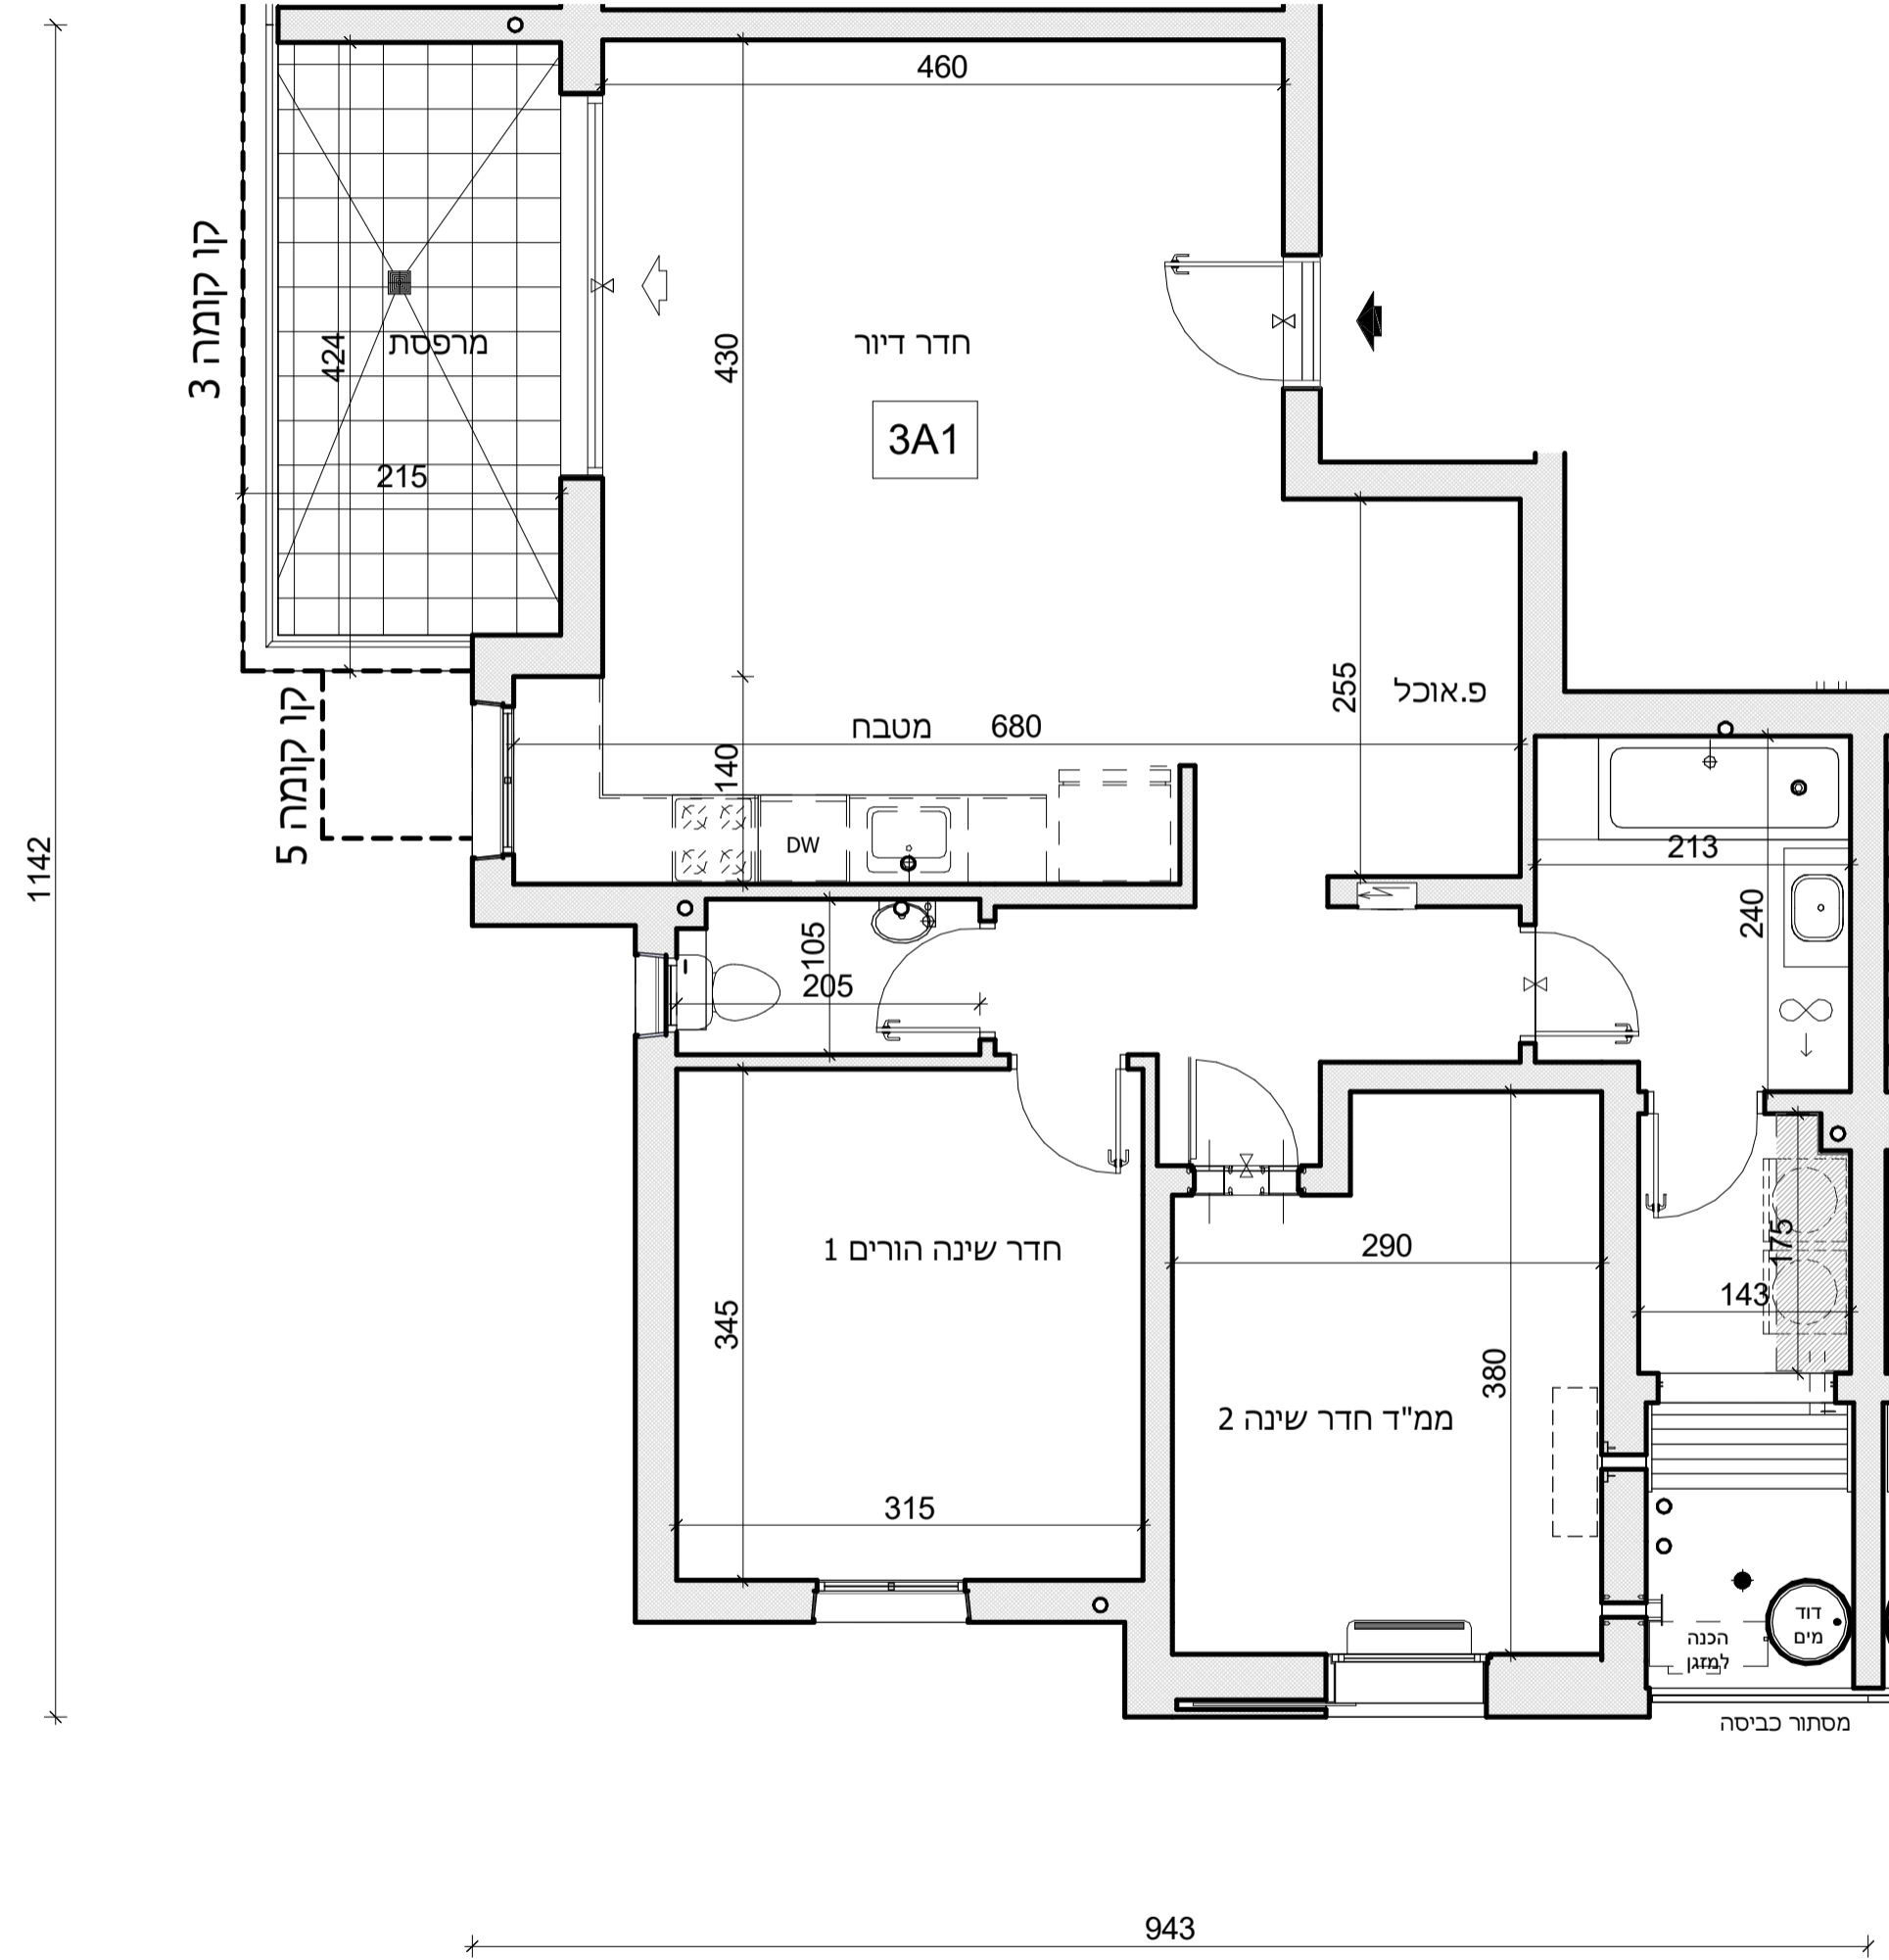 460
קו קומה 3
424
מרפסת
430
חדר דיור
3A1
215
255
פ.אוכל
קו קומה 5
מטבח
680
140
1142
DW
213
240
105
205
חדר שינה הורים 1
290
175
143
345
380
ממ"ד חדר שינה 2
315
דוד
מים
הכנה
למזגן
מסתור כביסה
943